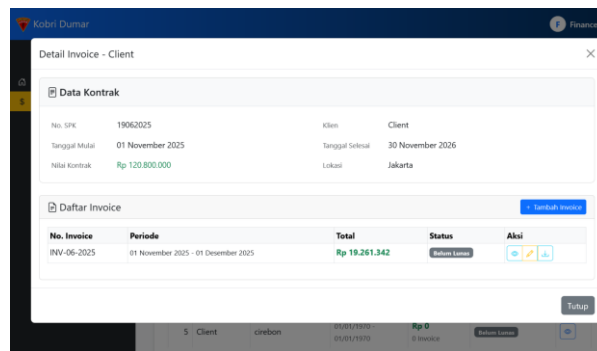 Kobri Dumar
F Finance
Detail Invoice - Client
Data Kontrak
No. SPK 19062025 Klien Client
Tanggal Mulai 01 November 2025 Tanggal Selesai 30 November 2026
Nilai Kontrak Rp 120.800.000 Lokasi Jakarta
Daftar Invoice + Tambah Invoice
No. Invoice Periode Total Status Aksi
INV-06-2025 01 November 2025 - 01 Desember 2025 Rp 19.261.342 Belum Lunas
Tutup
5 Client cirebon 01/01/1970 - Rp 0 Belum Lunas
01/01/1970 0 Invoice